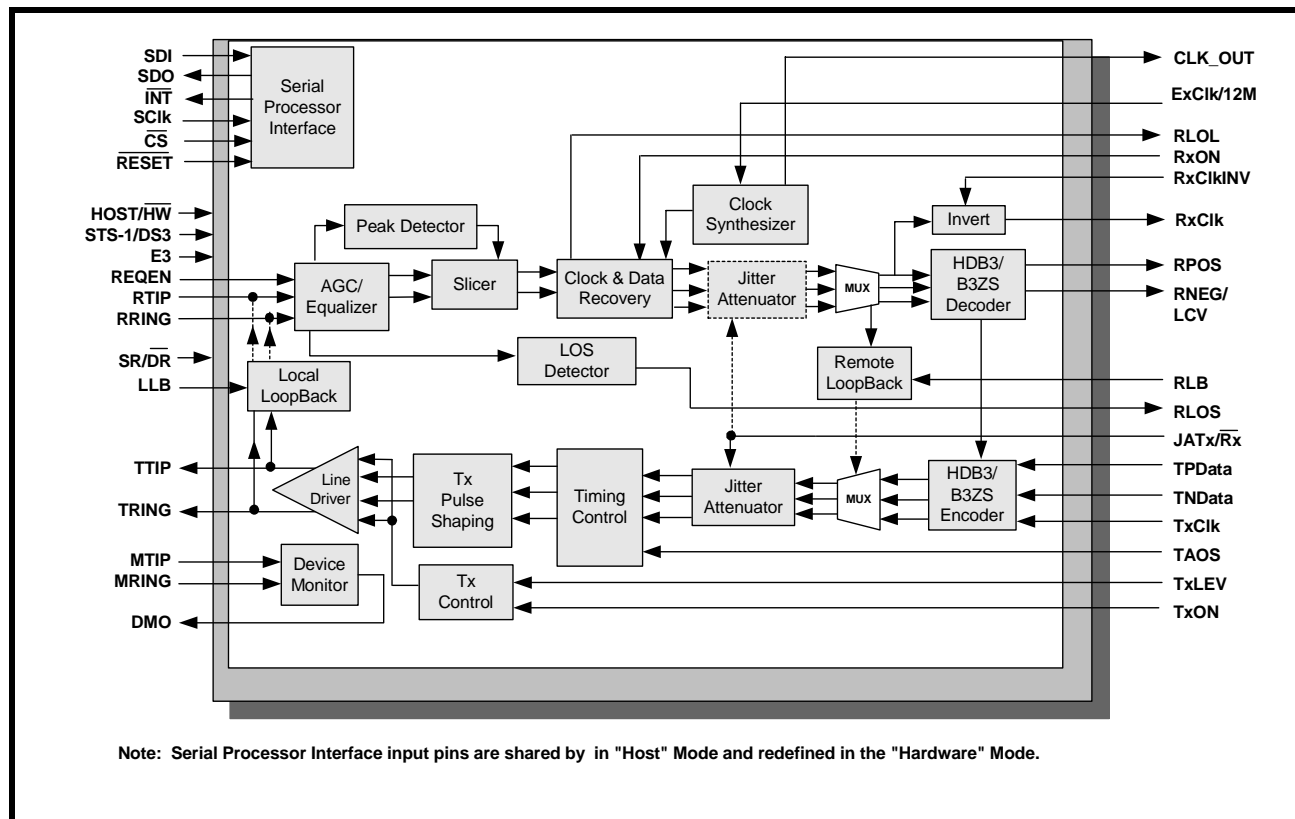 SDI
SDO
INT
SClk
CS
RESET
HOST/HW
STS-1/DS3
E3
REQEN
RTIP
RRING
SR/DR
LLB
TTIP
TRING
MTIP
MRING
DMO
Serial
Processor
Interface
Peak Detector
AGC/
Equalizer
Slicer
Clock & Data
Recovery
Clock
Synthesizer
Jitter
Attenuator
MUX
Invert
HDB3/
B3ZS
Decoder
LOS
Detector
Remote
LoopBack
Local
LoopBack
Line
Driver
Tx
Pulse
Shaping
Timing
Control
Jitter
Attenuator
MUX
HDB3/
B3ZS
Encoder
Device
Monitor
Tx
Control
CLK_OUT
ExClk/12M
RLOL
RxON
RxClkINV
RxClk
RPOS
RNEG/
LCV
RLB
RLOS
JATx/Rx
TPData
TNData
TxClk
TAOS
TxLEV
TxON
Note: Serial Processor Interface input pins are shared by in "Host" Mode and redefined in the "Hardware" Mode.